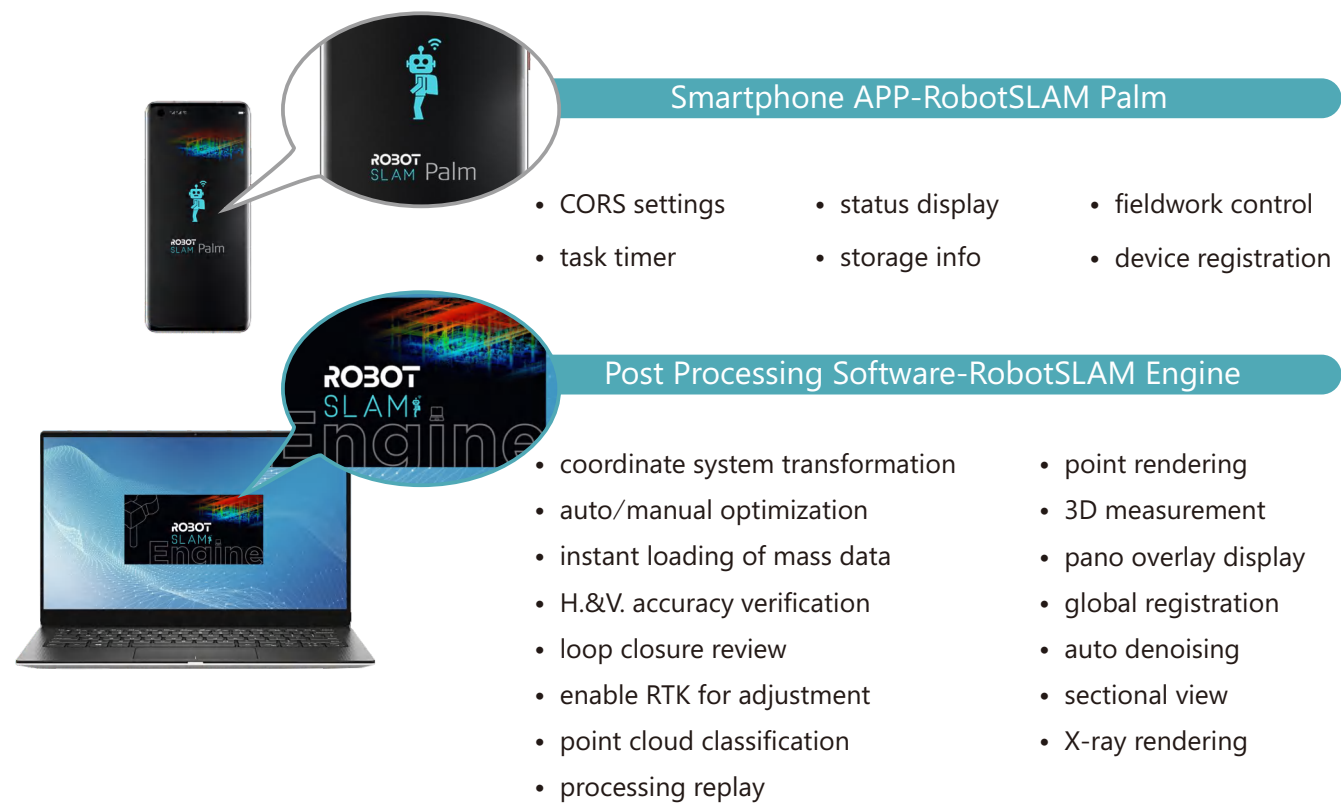 ROBOT
SLAM Palm
Smartphone APP-RobotSLAM Palm
ROBOT
SLAM Palm
• CORS settings
• status display
• fieldwork control
• task timer
• storage info
• device registration
ROBOT
SLAM
Engine
Post Processing Software-RobotSLAM Engine
ROBOT
SLAM
Engine
• coordinate system transformation
• auto/manual optimization
• instant loading of mass data
• H.&V. accuracy verification
• loop closure review
• enable RTK for adjustment
• point cloud classification
• processing replay
• point rendering
• 3D measurement
• pano overlay display
• global registration
• auto denoising
• sectional view
• X-ray rendering